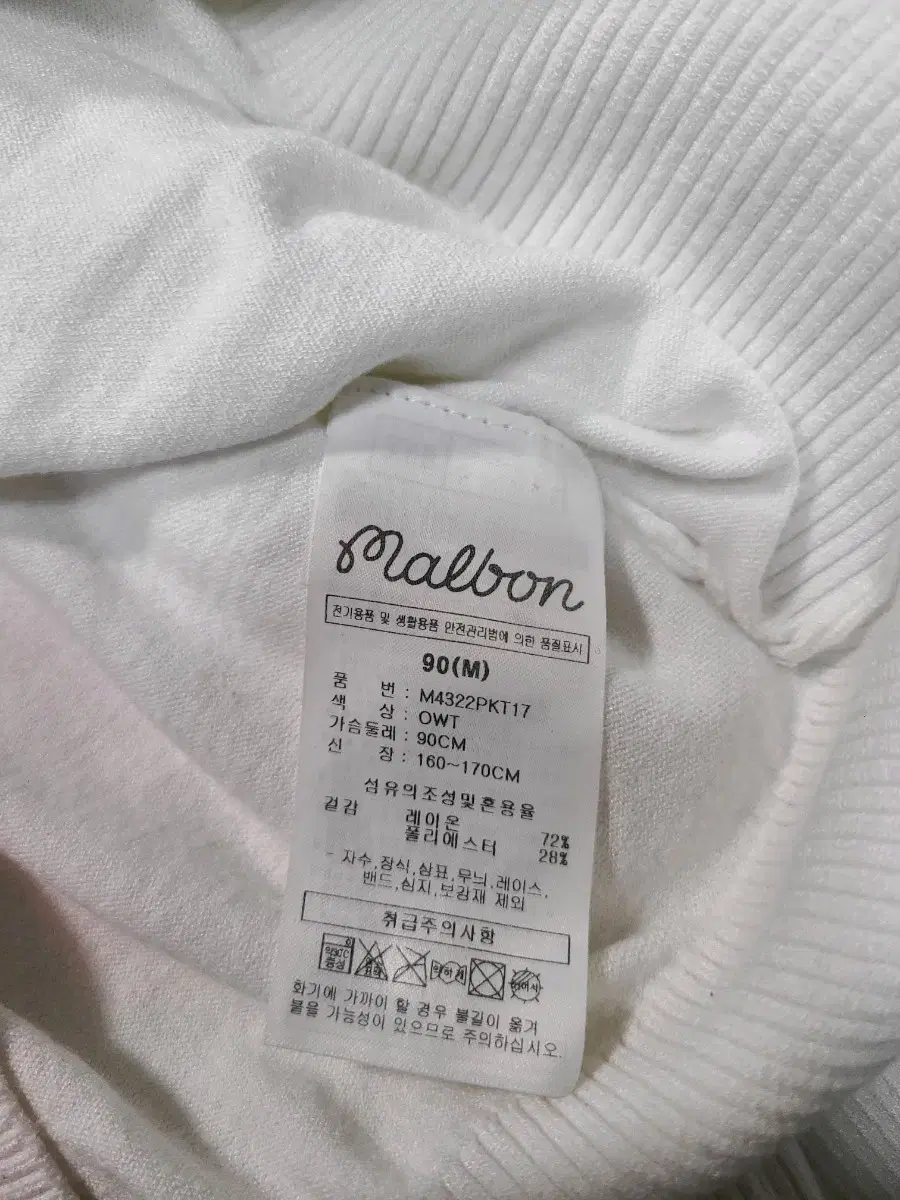 Malbon
전기용품 및 생활용품 안전관리법에 의한 품질표시
90(M)
품 번 : M4322PKT17
색 상 : OWT
가슴둘레 : 90CM
신 장 : 160~170CM
섬유의조성및혼용율
겉감 레이온 72%
폴리에스터 28%
- 자수,장식,상표,무늬,레이스,
밴드,심지,보강재 제외
취급주의사항
화기에 가까이 할 경우 불길이 옮겨
붙을 가능성이 있으므로 주의하십시오.